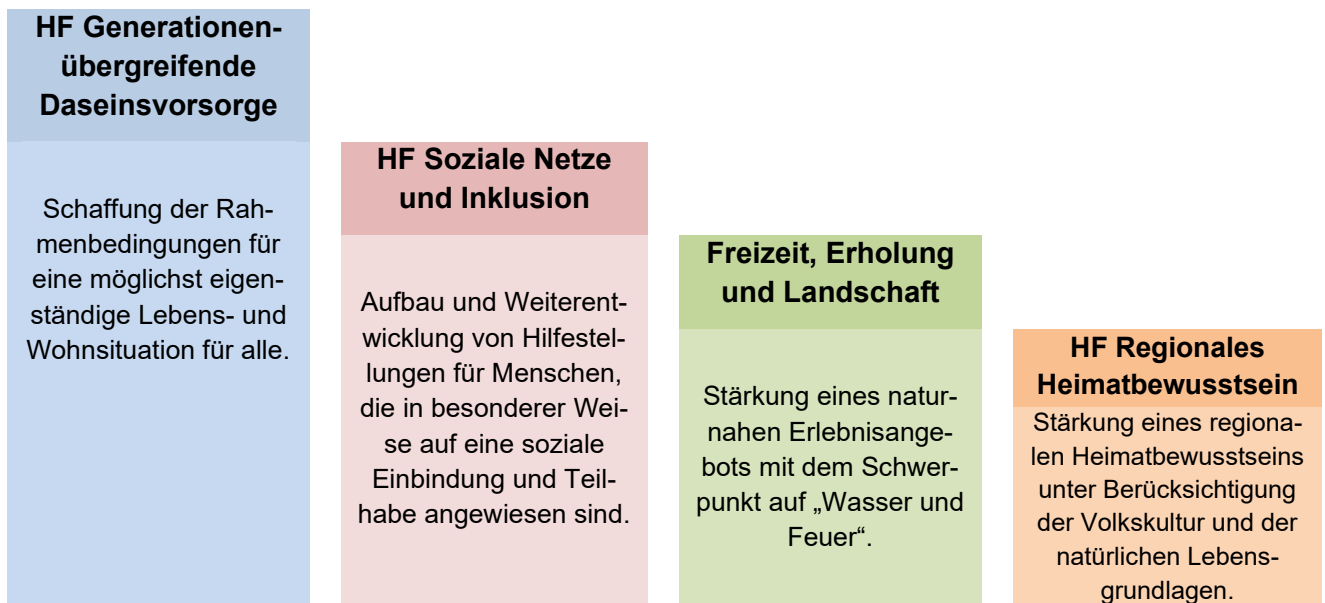 HF Generationen-
übergreifende
Daseinsvorsorge
Schaffung der Rah-
menbedingungen für
eine möglichst eigen-
ständige Lebens- und
Wohnsituation für alle.
HF Soziale Netze
und Inklusion
Aufbau und Weiterent-
wicklung von Hilfestel-
lungen für Menschen,
die in besonderer Wei-
se auf eine soziale
Einbindung und Teil-
habe angewiesen sind.
Freizeit, Erholung
und Landschaft
Stärkung eines natur-
nahen Erlebnisange-
bots mit dem Schwer-
punkt auf „Wasser und
Feuer“.
HF Regionales
Heimatbewusstsein
Stärkung eines regiona-
len Heimatbewusstseins
unter Berücksichtigung
der Volkskultur und der
natürlichen Lebens-
grundlagen.